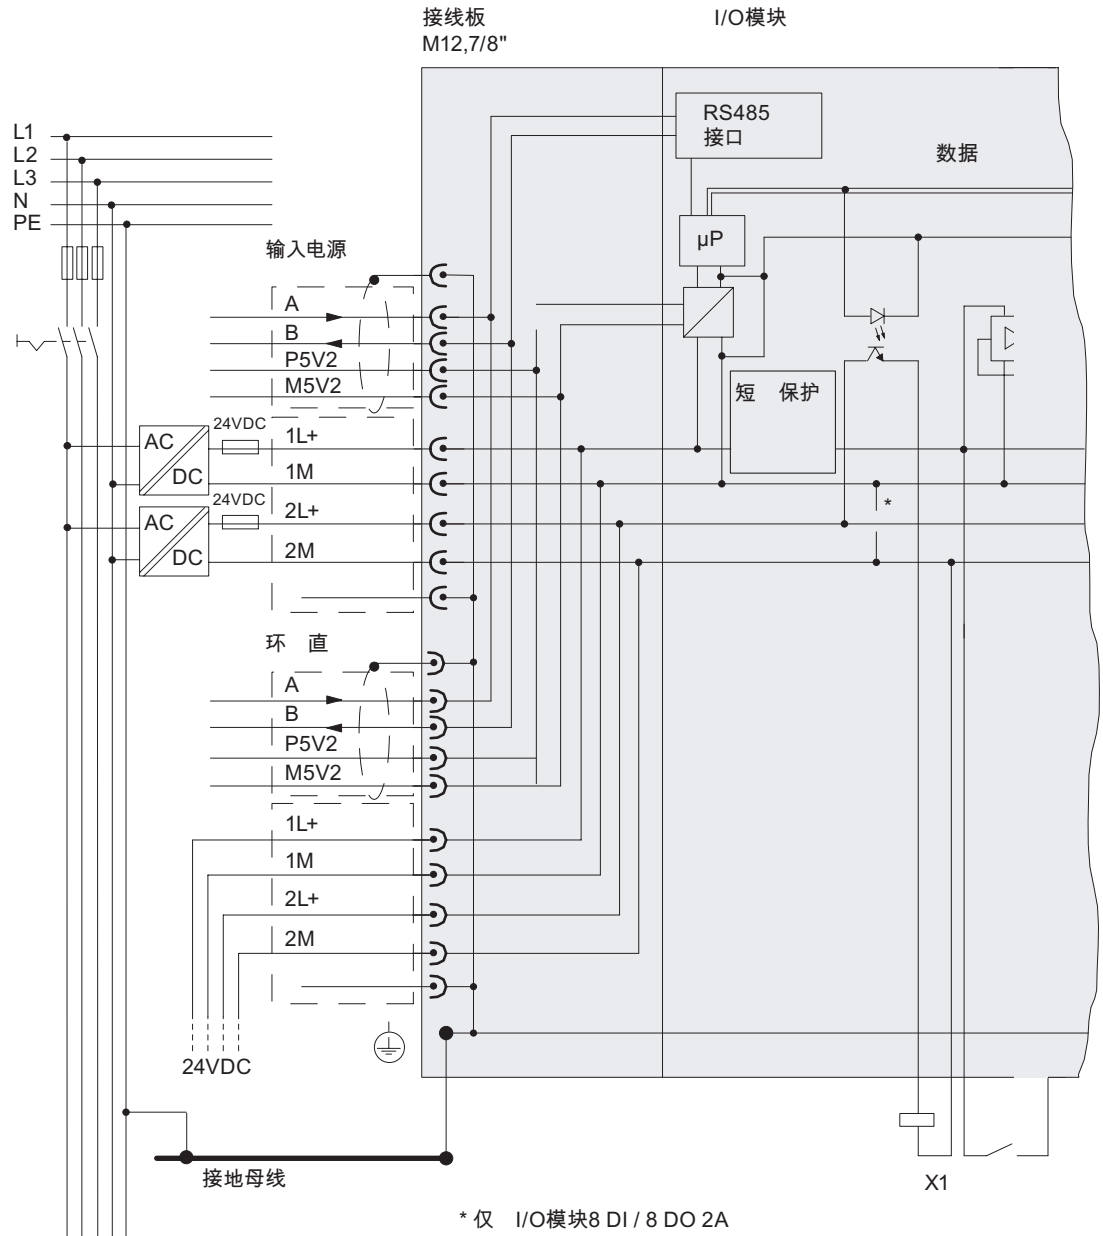 接线板
M12,7/8"
I/O模块
RS485
接口
数据
L1
L2
L3
N
PE
µP
输入电源
A
B
P5V2
M5V2
短 保护
AC
DC
24VDC
1L+
1M
24VDC
AC
DC
2L+
2M
*
环 直
A
B
P5V2
M5V2
1L+
1M
2L+
2M
24VDC
接地母线
X1
* 仅 I/O模块8 DI / 8 DO 2A